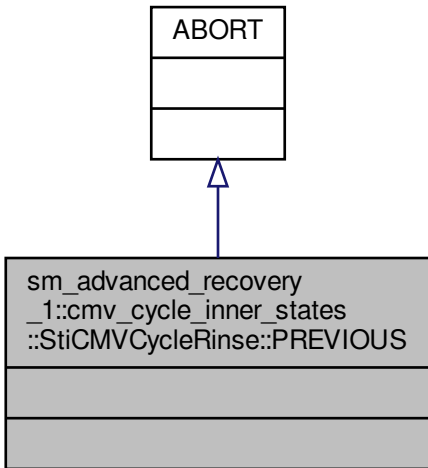 ABORT
sm_advanced_recovery
_1::cmv_cycle_inner_states
::StiCMVCycleRinse::PREVIOUS